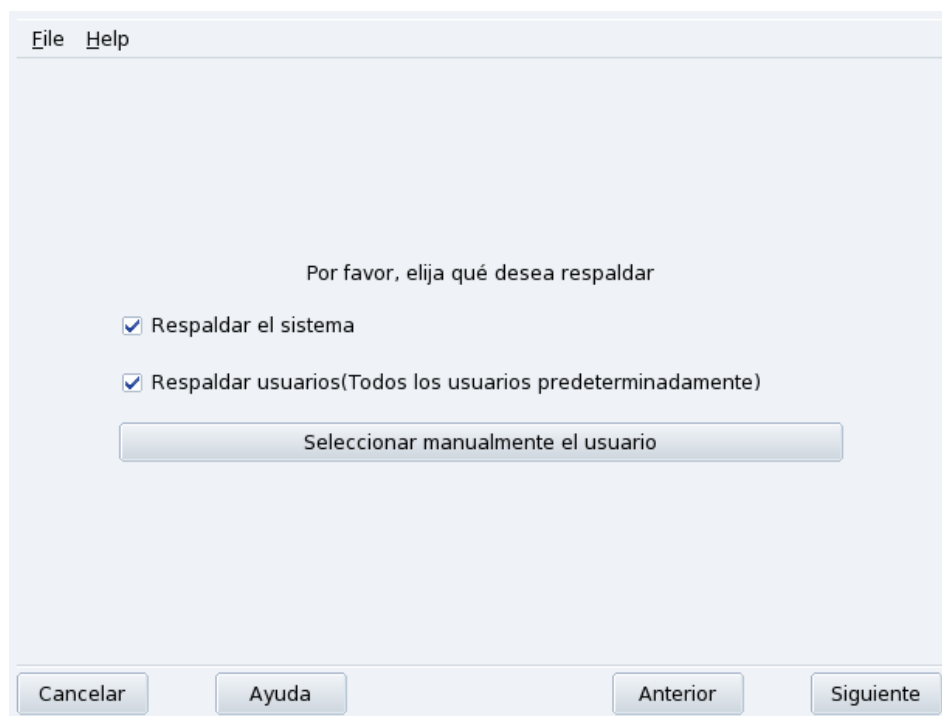 File Help
Por favor, elija qué desea respaldar
Respaldar el sistema
Respaldar usuarios(Todos los usuarios predeterminadamente)
Seleccionar manualmente el usuario
Cancelar Ayuda Anterior Siguiente